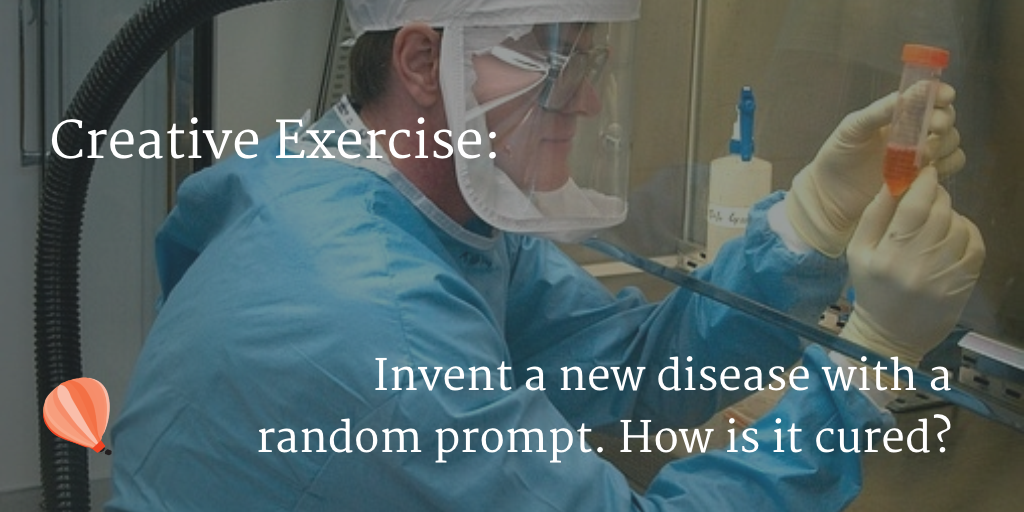 Creative Exercise:
Invent a new disease with a
random prompt. How is it cured?